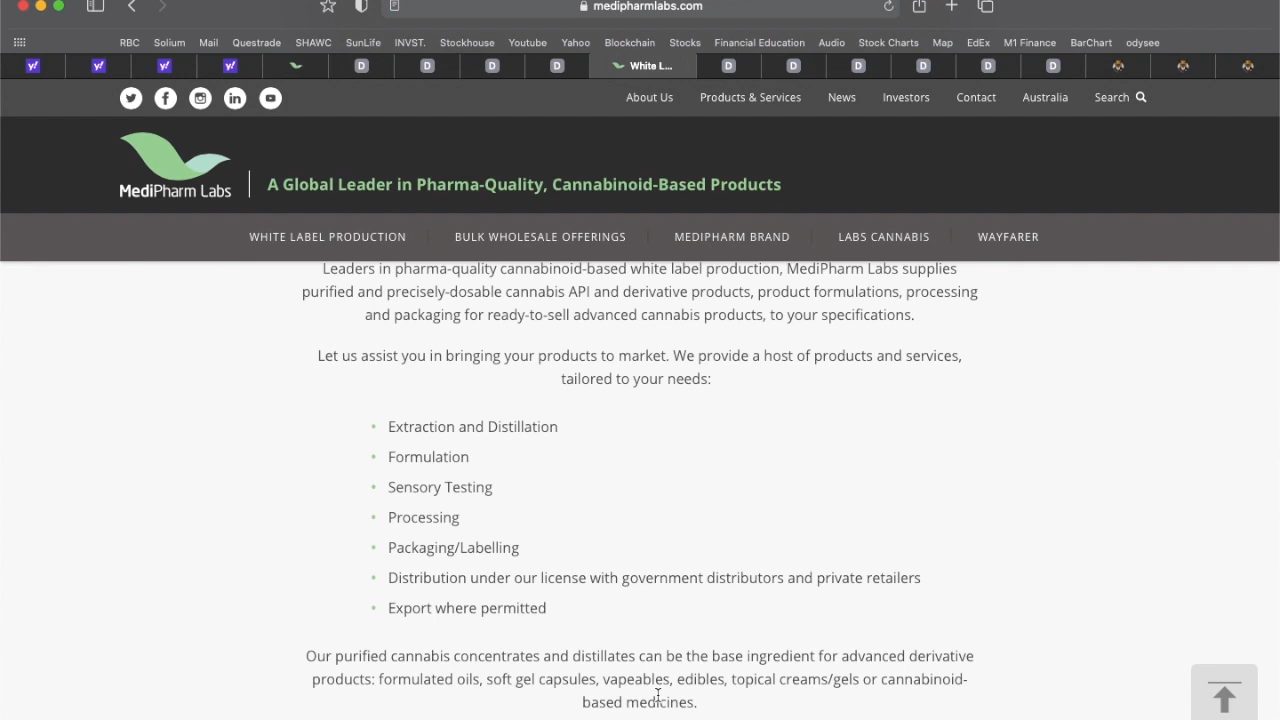 medipharmlabs.com
RBC Solium Mail Questrade SHAWC SunLife INVST. Stockhouse Youtube Yahoo Blockchain Stocks Financial Education Audio Stock Charts Map EdEx M1 Finance BarChart odysee
y! y! y! y! D D D D White L... D D D D D D
About Us Products & Services News Investors Contact Australia Search
MediPharm Labs
A Global Leader in Pharma-Quality, Cannabinoid-Based Products
WHITE LABEL PRODUCTION BULK WHOLESALE OFFERINGS MEDIPHARM BRAND LABS CANNABIS WAYFARER
Leaders in pharma-quality cannabinoid-based white label production, MediPharm Labs supplies
purified and precisely-dosable cannabis API and derivative products, product formulations, processing
and packaging for ready-to-sell advanced cannabis products, to your specifications.
Let us assist you in bringing your products to market. We provide a host of products and services,
tailored to your needs:
• Extraction and Distillation
• Formulation
• Sensory Testing
• Processing
• Packaging/Labelling
• Distribution under our license with government distributors and private retailers
• Export where permitted
Our purified cannabis concentrates and distillates can be the base ingredient for advanced derivative
products: formulated oils, soft gel capsules, vapeables, edibles, topical creams/gels or cannabinoid-
based medicines.